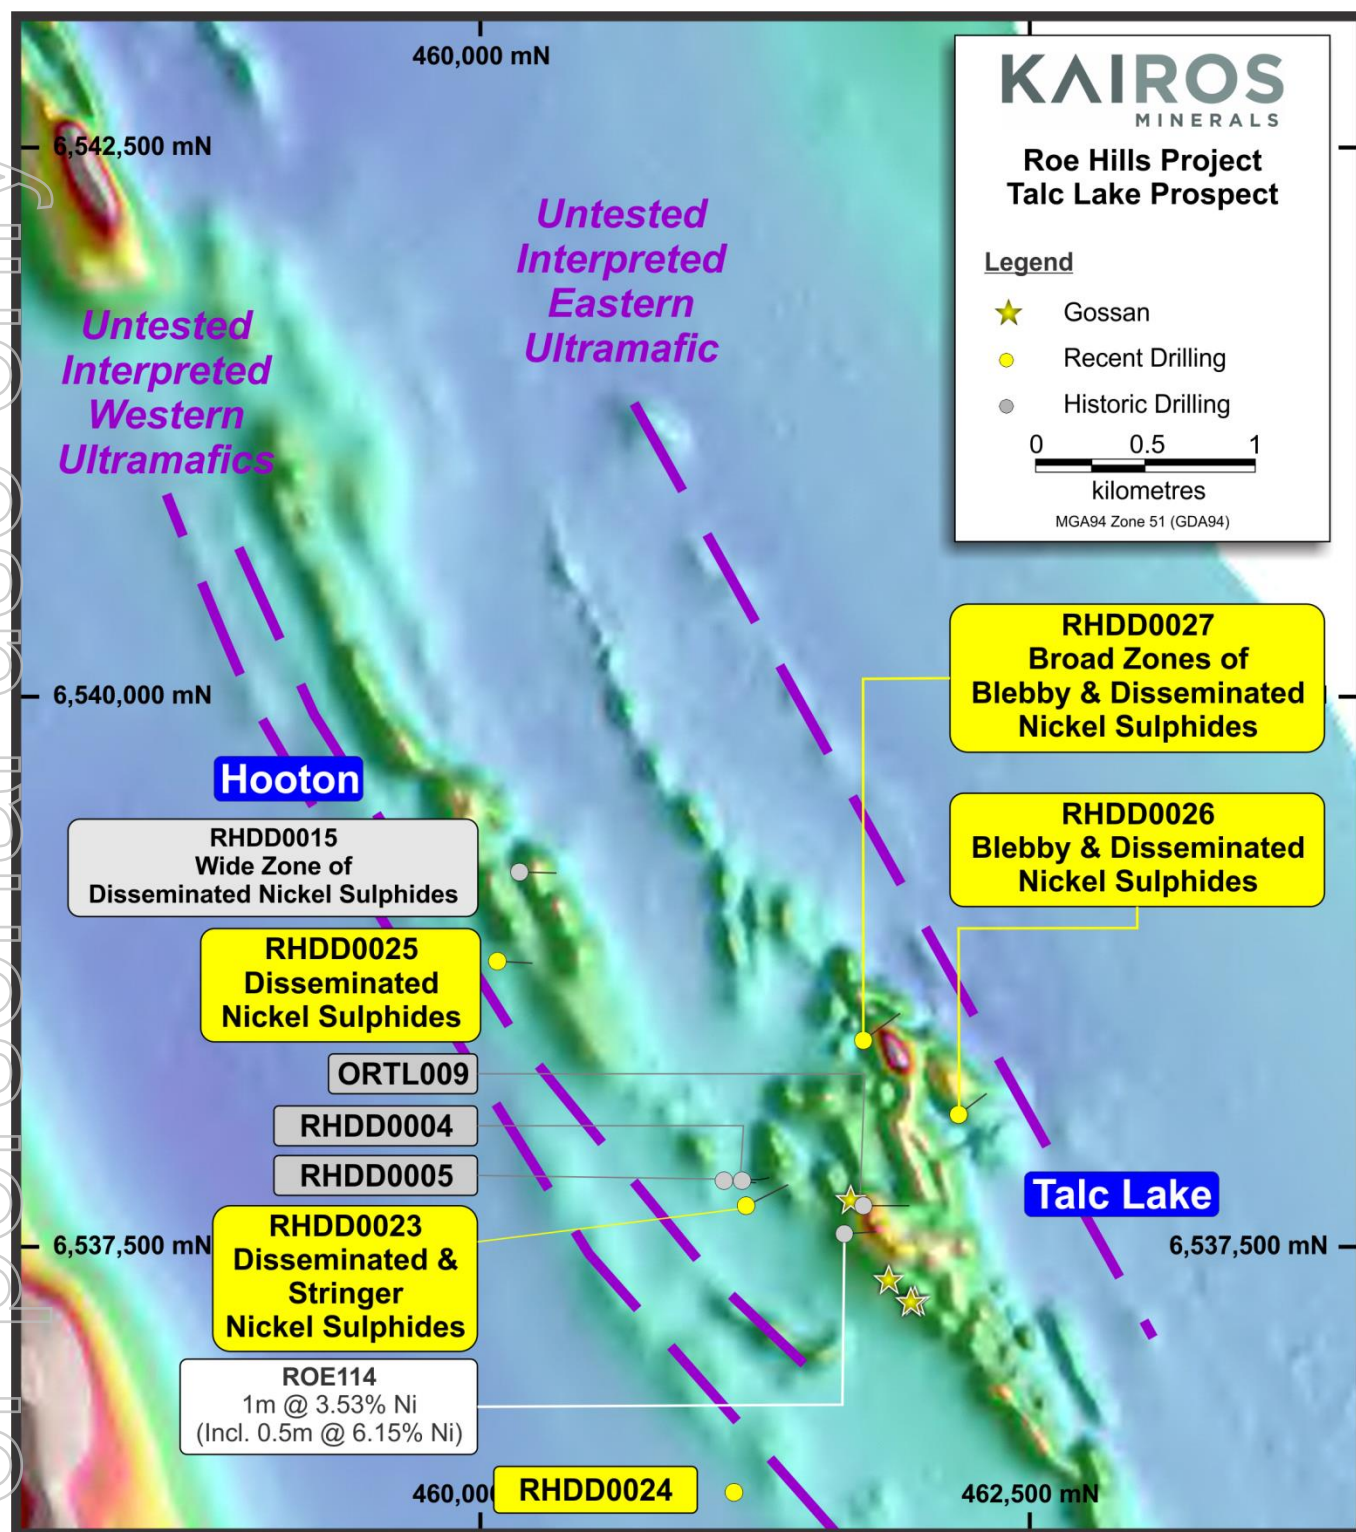 460,000 mN
KAIROS
MINERALS
Roe Hills Project
Talc Lake Prospect
Legend
Gossan
Recent Drilling
Historic Drilling
0 0.5 1
kilometres
MGA94 Zone 51 (GDA94)
6,542,500 mN
Untested
Interpreted
Eastern
Ultramafic
Untested
Interpreted
Western
Ultramafics
6,540,000 mN
RHDD0027
Broad Zones of
Blebby & Disseminated
Nickel Sulphides
Hooton
RHDD0026
Blebby & Disseminated
Nickel Sulphides
RHDD0015
Wide Zone of
Disseminated Nickel Sulphides
RHDD0025
Disseminated
Nickel Sulphides
ORTL009
RHDD0004
RHDD0005
Talc Lake
RHDD0023
Disseminated &
Stringer
Nickel Sulphides
6,537,500 mN
6,537,500 mN
ROE114
1m @ 3.53% Ni
(Incl. 0.5m @ 6.15% Ni)
460,00
RHDD0024
462,500 mN